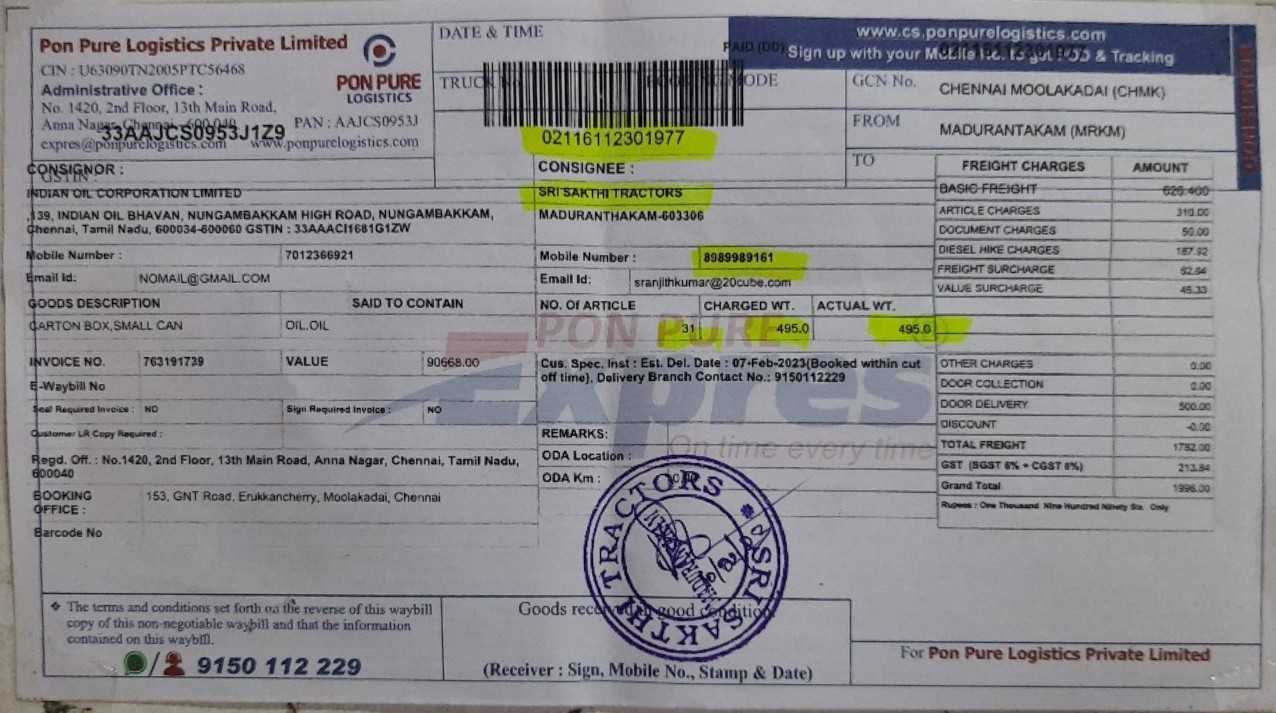 Pon Pure Logistics Private Limited
CIN : U63090TN2005PTC56468
Administrative Office :
No. 1420, 2nd Floor, 13th Main Road,
Anna Nagar, Chennai - 600 040
PAN : AAJCS0953J
expres@ponpurelogistics.com www.ponpurelogistics.com
33AAJCS0953J1Z9
GSTIN :
PON PURE
LOGISTICS
DATE & TIME
TRUCK No
MODE
PAID (DD)
02116112301977
www.cs.ponpurelogistics.com
Sign up with your Mobile No. to get POD & Tracking
02116112301977
GCN No. CHENNAI MOOLAKADAI (CHMK)
FROM MADURANTAKAM (MRKM)
TO
CONSIGNOR :
INDIAN OIL CORPORATION LIMITED
,139, INDIAN OIL BHAVAN, NUNGAMBAKKAM HIGH ROAD, NUNGAMBAKKAM,
Chennai, Tamil Nadu, 600034-600060 GSTIN : 33AAACI1681G1ZW
Mobile Number : 7012366921
Email Id: NOMAIL@GMAIL.COM
CONSIGNEE :
SRI SAKTHI TRACTORS
MADURANTHAKAM-603306
Mobile Number : 8989989161
Email Id: sranjithkumar@20cube.com
GOODS DESCRIPTION SAID TO CONTAIN
CARTON BOX,SMALL CAN OIL,OIL
NO. Of ARTICLE CHARGED WT. ACTUAL WT.
31 495.0 495.0
INVOICE NO. 763191739 VALUE 90668.00
E-Waybill No
Seal Required Invoice : NO Sign Required Invoice : NO
Customer LR Copy Required :
Regd. Off. : No.1420, 2nd Floor, 13th Main Road, Anna Nagar, Chennai, Tamil Nadu,
600040
BOOKING OFFICE : 153, GNT Road, Erukkancherry, Moolakadai, Chennai
Barcode No
Cus. Spec. Inst : Est. Del. Date : 07-Feb-2023(Booked within cut
off time), Delivery Branch Contact No.: 9150112229
REMARKS:
ODA Location :
ODA Km :
PON PURE
Expres
On time every time
FREIGHT CHARGES AMOUNT
BASIC FREIGHT 626.400
ARTICLE CHARGES 310.00
DOCUMENT CHARGES 50.00
DIESEL HIKE CHARGES 187.92
FREIGHT SURCHARGE 62.64
VALUE SURCHARGE 45.33
OTHER CHARGES 0.00
DOOR COLLECTION 0.00
DOOR DELIVERY 500.00
DISCOUNT -0.00
TOTAL FREIGHT 1782.00
GST (SGST 6% + CGST 6%) 213.84
Grand Total 1996.00
Rupees : One Thousand Nine Hundred Ninety Six Only
SRI SAKTHI TRACTORS
❖ The terms and conditions set forth on the reverse of this waybill
copy of this non-negotiable waybill and that the information
contained on this waybill.
9150 112 229
Goods received in good condition
(Receiver : Sign, Mobile No., Stamp & Date)
For Pon Pure Logistics Private Limited